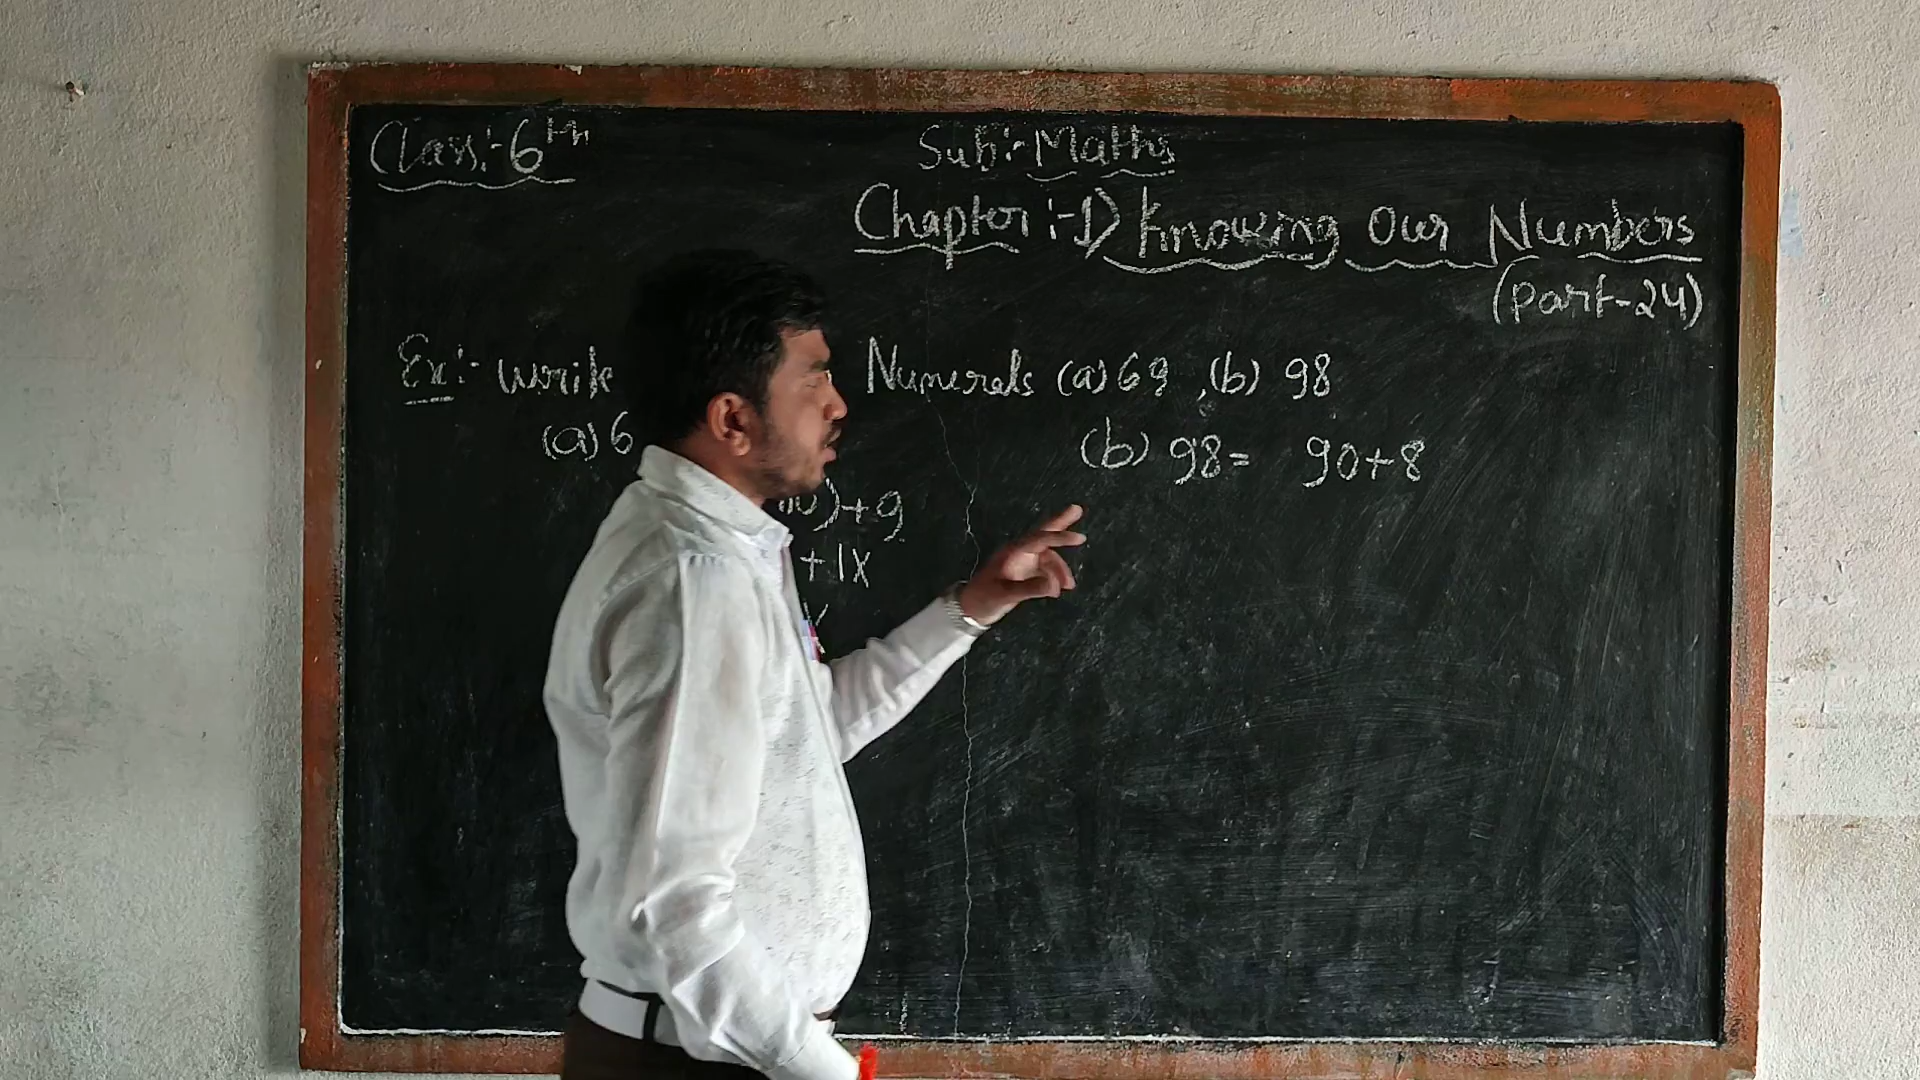 Class:-6th
Sub:-Maths
Chapter:-1) Knowing Our Numbers
(Part-24)
Ex:- Write Numerals (a) 69, (b) 98
(a) 6
+9
+IX
(b) 98= 90+8